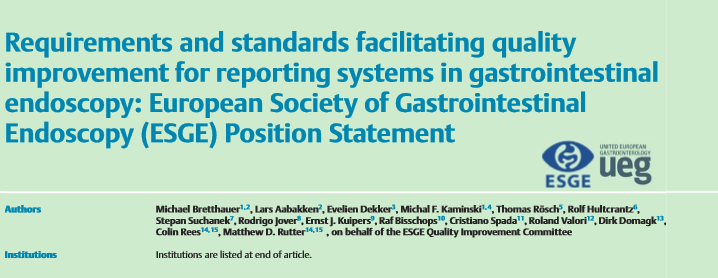 Requirements and standards facilitating quality
improvement for reporting systems in gastrointestinal
endoscopy: European Society of Gastrointestinal
Endoscopy (ESGE) Position Statement
ESGE
UNITED EUROPEAN
GASTROENTEROLOGY
ueg
Authors
Michael Bretthauer1,2, Lars Aabakken2, Evelien Dekker3, Michal F. Kaminski1,4, Thomas Rösch5, Rolf Hultcrantz6,
Stepan Suchanek7, Rodrigo Jover8, Ernst J. Kuipers9, Raf Bisschops10, Cristiano Spada11, Roland Valori12, Dirk Domagk13,
Colin Rees14,15, Matthew D. Rutter14,15 , on behalf of the ESGE Quality Improvement Committee
Institutions
Institutions are listed at end of article.